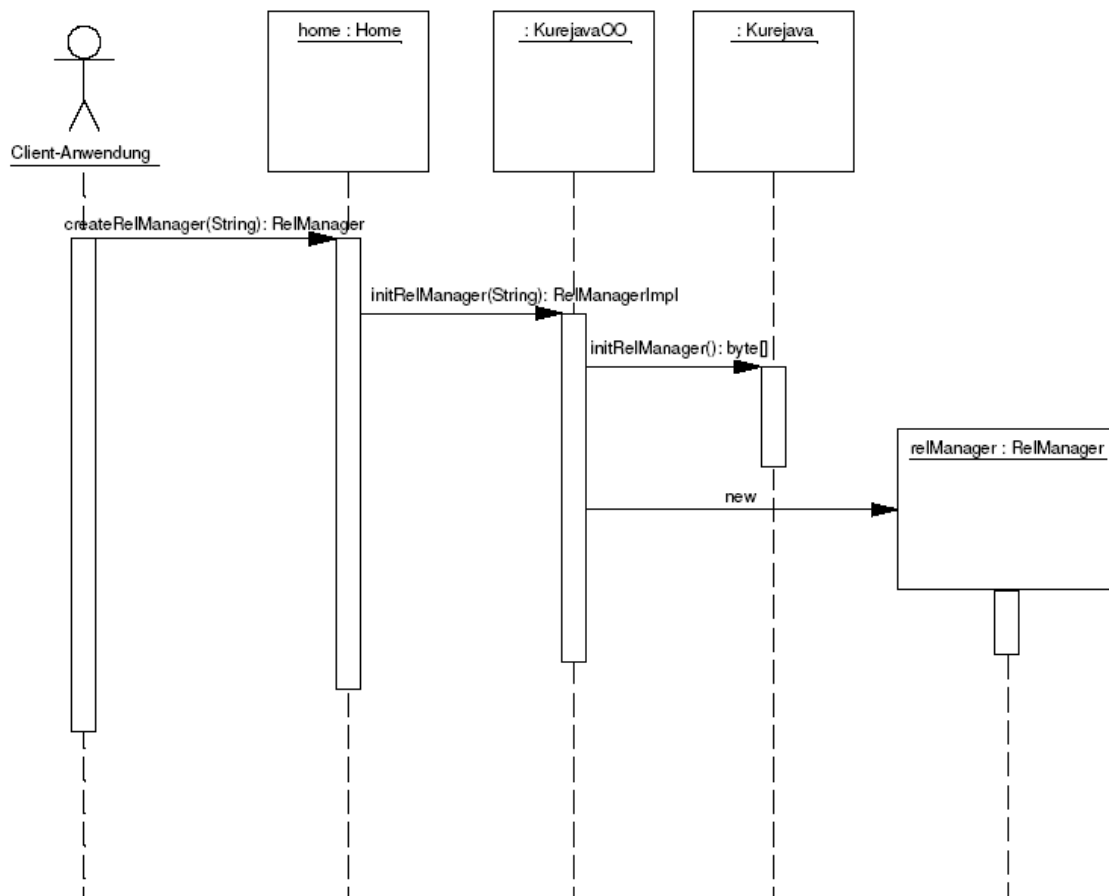 home : Home
: KurejavaOO
: Kurejava
Client-Anwendung
createRelManager(String): RelManager
initRelManager(String): RelManagerImpl
initRelManager(): byte[]
relManager : RelManager
new